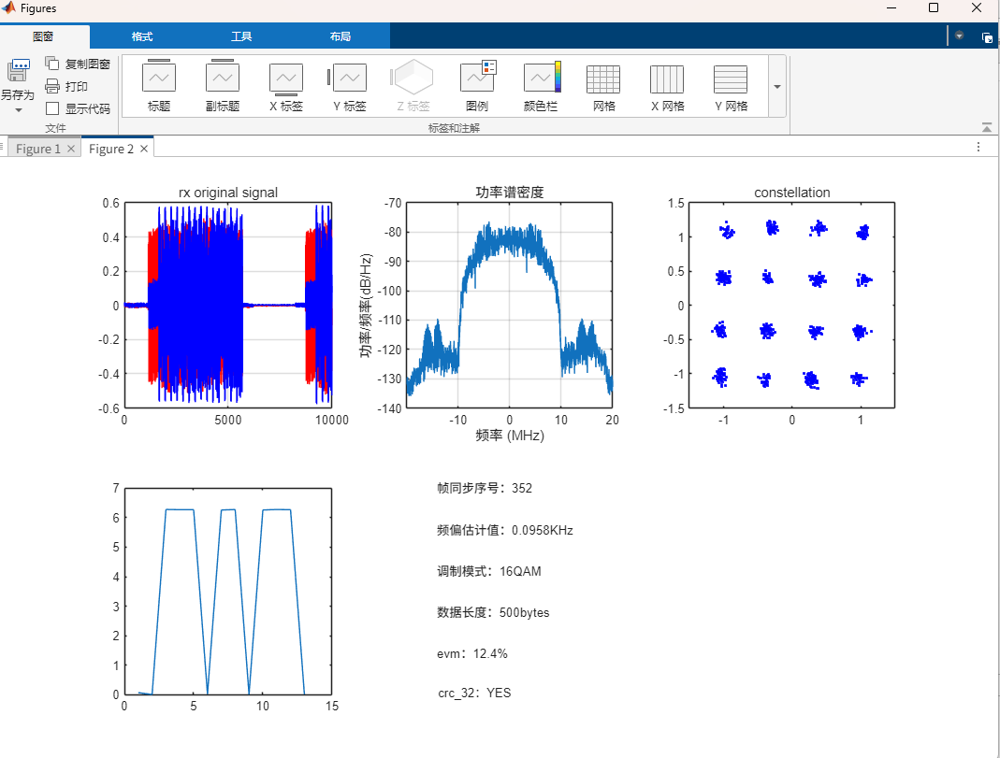 Figures
图窗 格式 工具 布局
另存为
复制图窗
打印
显示代码
文件
标题 副标题 X 标签 Y 标签 Z 标签 图例 颜色栏 网格 X 网格 Y 网格
标签和注解
Figure 1 × Figure 2 ×
rx original signal
0.6
0.4
0.2
0
-0.2
-0.4
-0.6
0 5000 10000
功率谱密度
功率/频率(dB/Hz)
-70
-80
-90
-100
-110
-120
-130
-140
-10 0 10 20
频率 (MHz)
constellation
1.5
1
0.5
0
-0.5
-1
-1.5
-1 0 1
7
6
5
4
3
2
1
0
0 5 10 15
帧同步序号：352
频偏估计值：0.0958KHz
调制模式：16QAM
数据长度：500bytes
evm：12.4%
crc_32：YES